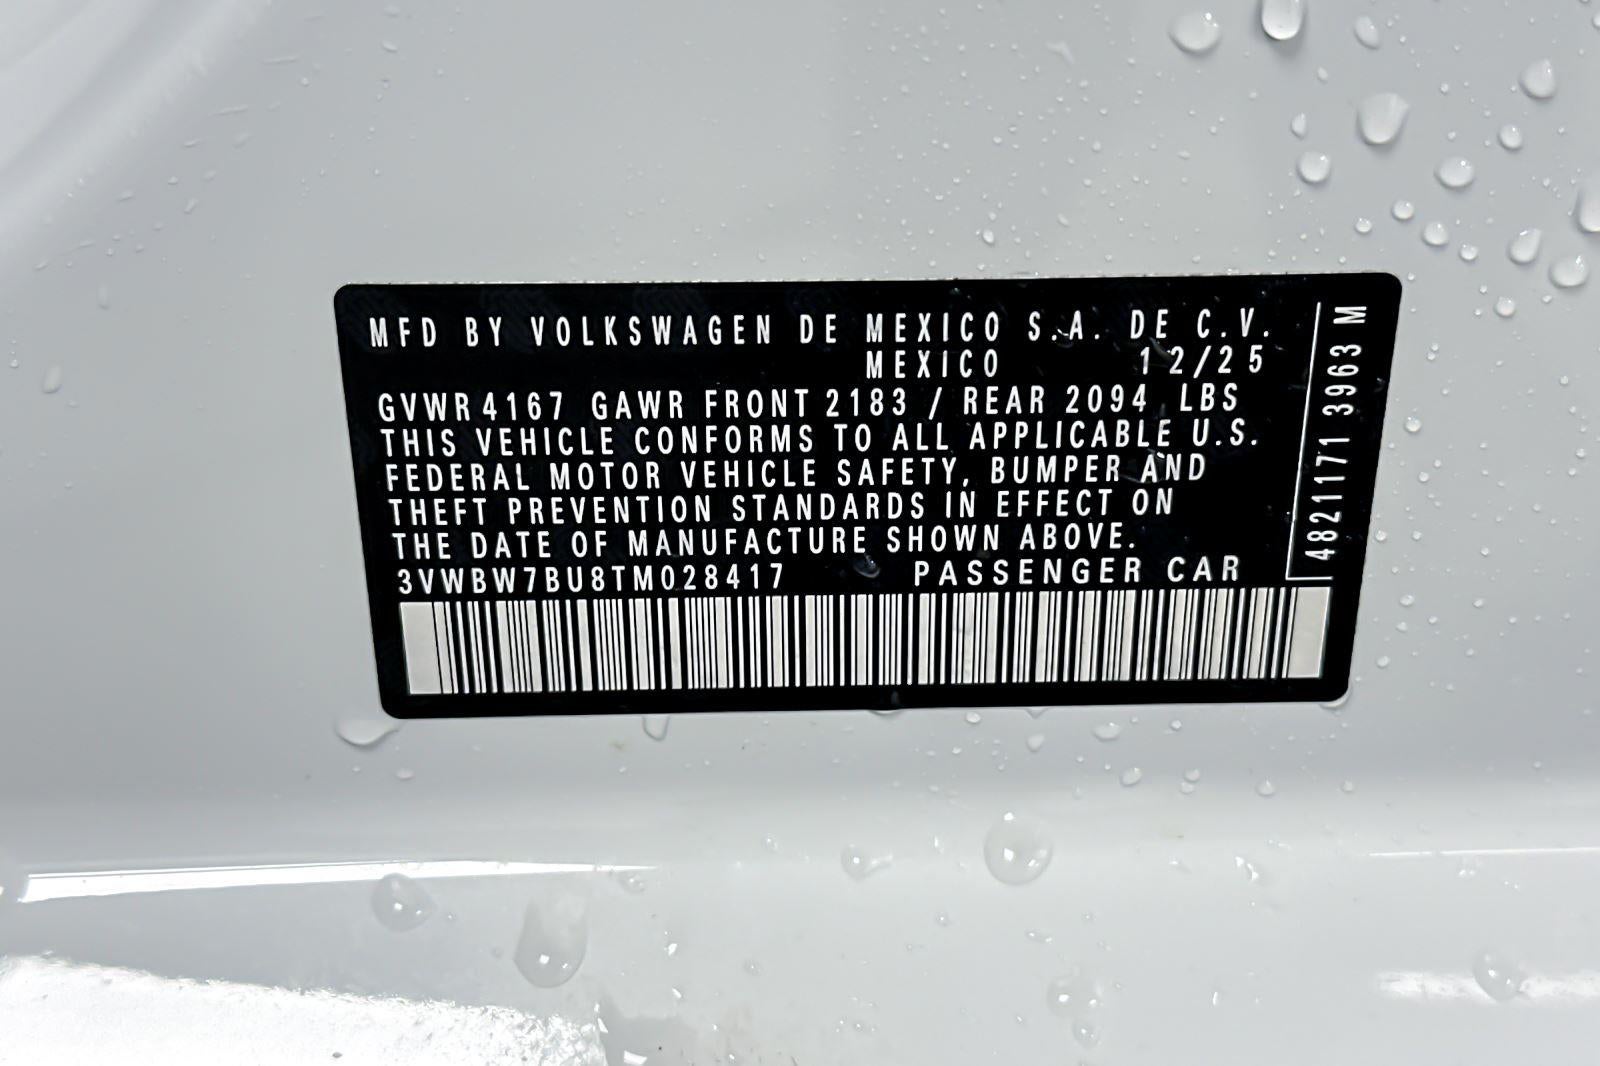 MFD BY VOLKSWAGEN DE MEXICO S.A. DE C.V.
MEXICO 12/25
GVWR 4167 GAWR FRONT 2183 / REAR 2094 LBS
THIS VEHICLE CONFORMS TO ALL APPLICABLE U.S.
FEDERAL MOTOR VEHICLE SAFETY, BUMPER AND
THEFT PREVENTION STANDARDS IN EFFECT ON
THE DATE OF MANUFACTURE SHOWN ABOVE.
3VWBW7BU8TM028417 PASSENGER CAR
48211171 3963 M